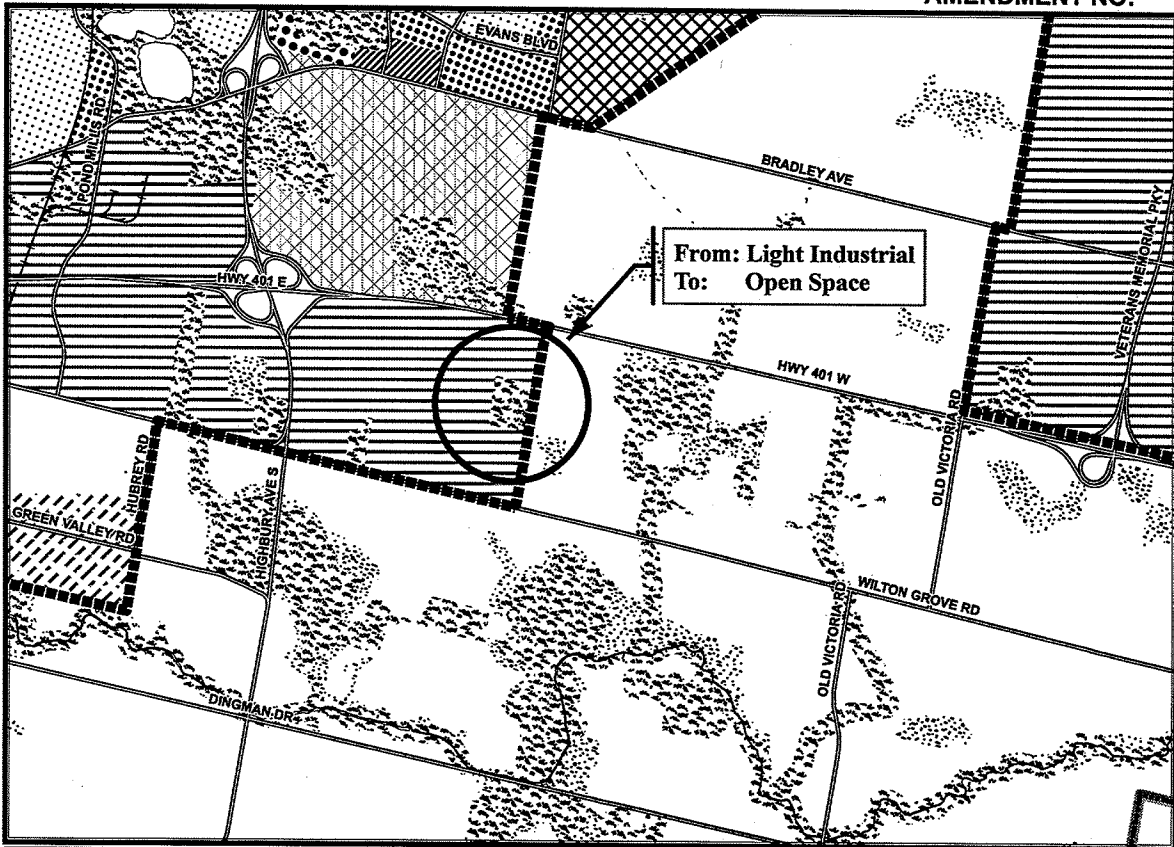 AMENDMENT NO.
EVANS BLVD
POND MILLS RD
BRADLEY AVE
VETERANS MEMORIAL PKY
From: Light Industrial
To: Open Space
HWY 401 E
HWY 401 W
OLD VICTORIA RD
HUBREY RD
HIGHBURY AVE S
GREEN VALLEY RD
WILTON GROVE RD
OLD VICTORIA RD
DINGMAN DR